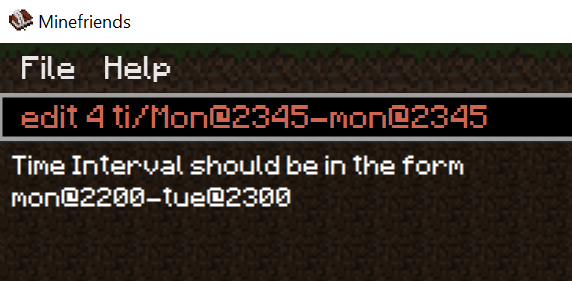 Minefriends
File Help
edit 4 ti/Mon@2345-mon@2345
Time Interval should be in the form
mon@2200-tue@2300